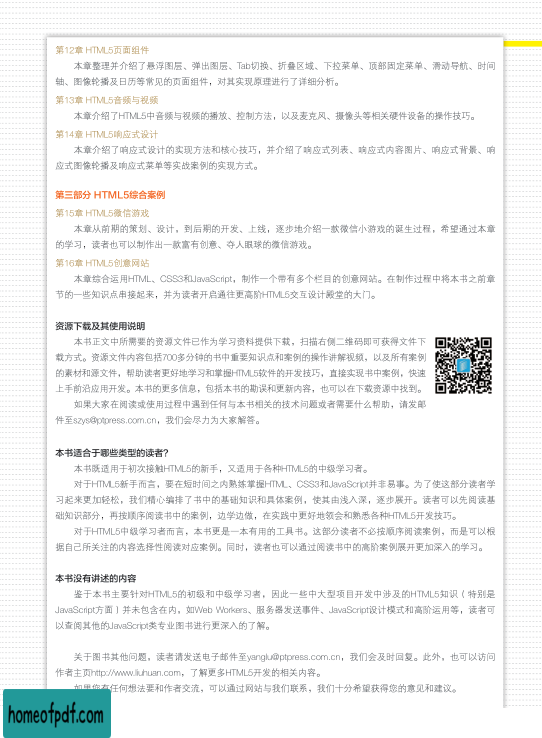 第12章 HTML5页面组件
本章整理并介绍了悬浮图层、弹出图层、Tab切换、折叠区域、下拉菜单、顶部固定菜单、滑动导航、时间
轴、图像轮播及日历等常见的页面组件，对其实现原理进行了详细分析。
第13章 HTML5音频与视频
本章介绍了HTML5中音频与视频的播放、控制方法，以及麦克风、摄像头等相关硬件设备的操作技巧。
第14章 HTML5响应式设计
本章介绍了响应式设计的实现方法和核心技巧，并介绍了响应式列表、响应式内容图片、响应式背景、响
应式图像轮播及响应式菜单等实战案例的实现方式。
第三部分 HTML5综合案例
第15章 HTML5微信游戏
本章从前期的策划、设计，到后期的开发、上线，逐步地介绍一款微信小游戏的诞生过程，希望通过本章
的学习，读者也可以制作出一款富有创意、夺人眼球的微信游戏。
第16章 HTML5创意网站
本章综合运用HTML、CSS3和JavaScript，制作一个带有多个栏目的创意网站。在制作过程中将本书之前章
节的一些知识点串接起来，并为读者开启通往更高阶HTML5交互设计殿堂的大门。
资源下载及其使用说明
本书正文中所需要的资源文件已作为学习资料提供下载，扫描右侧二维码即可获得文件下
载方式。资源文件内容包括700多分钟的书中重要知识点和案例的操作讲解视频，以及所有案例
的素材和源文件，帮助读者更好地学习和掌握HTML5软件的开发技巧，直接实现书中案例，快速
上手前沿应用开发。本书的更多信息，包括本书的勘误和更新内容，也可以在下载资源中找到。
如果大家在阅读或使用过程中遇到任何与本书相关的技术问题或者需要什么帮助，请发邮
件至szys@ptpress.com.cn，我们会尽力为大家解答。
本书适合于哪些类型的读者？
本书既适用于初次接触HTML5的新手，又适用于各种HTML5的中级学习者。
对于HTML5新手而言，要在短时间之内熟练掌握HTML、CSS3和JavaScript并非易事。为了使这部分读者学
习起来更加轻松，我们精心编排了书中的基础知识和具体案例，使其由浅入深，逐步展开。读者可以先阅读基
础知识部分，再按顺序阅读书中的案例，边学边做，在实践中更好地领会和熟悉各种HTML5开发技巧。
对于HTML5中级学习者而言，本书更是一本有用的工具书。这部分读者不必按顺序阅读案例，而是可以根
据自己所关注的内容选择性阅读对应案例。同时，读者也可以通过阅读书中的高阶案例展开更加深入的学习。
本书没有讲述的内容
鉴于本书主要针对HTML5的初级和中级学习者，因此一些中大型项目开发中涉及的HTML5知识（特别是
JavaScript方面）并未包含在内，如Web Workers、服务器发送事件、JavaScript设计模式和高阶运用等，读者可
以查阅其他的JavaScript类专业图书进行更深入的了解。
关于图书其他问题，读者请发送电子邮件至yanglu@ptpress.com.cn，我们会及时回复。此外，也可以访问
作者主页http://www.liuhuan.com，了解更多HTML5开发的相关内容。
如果您有任何想法要和作者交流，可以通过网站与我们联系，我们十分希望获得您的意见和建议。
homeofpdf.com